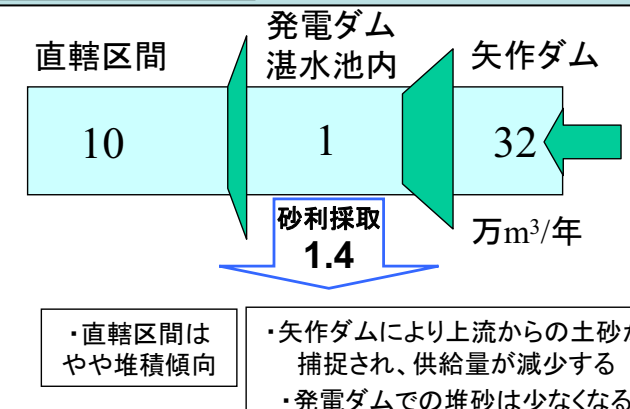 直轄区間
発電ダム
湛水池内
矢作ダム
10
1
32
砂利採取
1.4
万m³/年
・直轄区間は
やや堆積傾向
・矢作ダムにより上流からの土砂が
捕捉され、供給量が減少する
・発電ダムでの堆砂は少なくなる